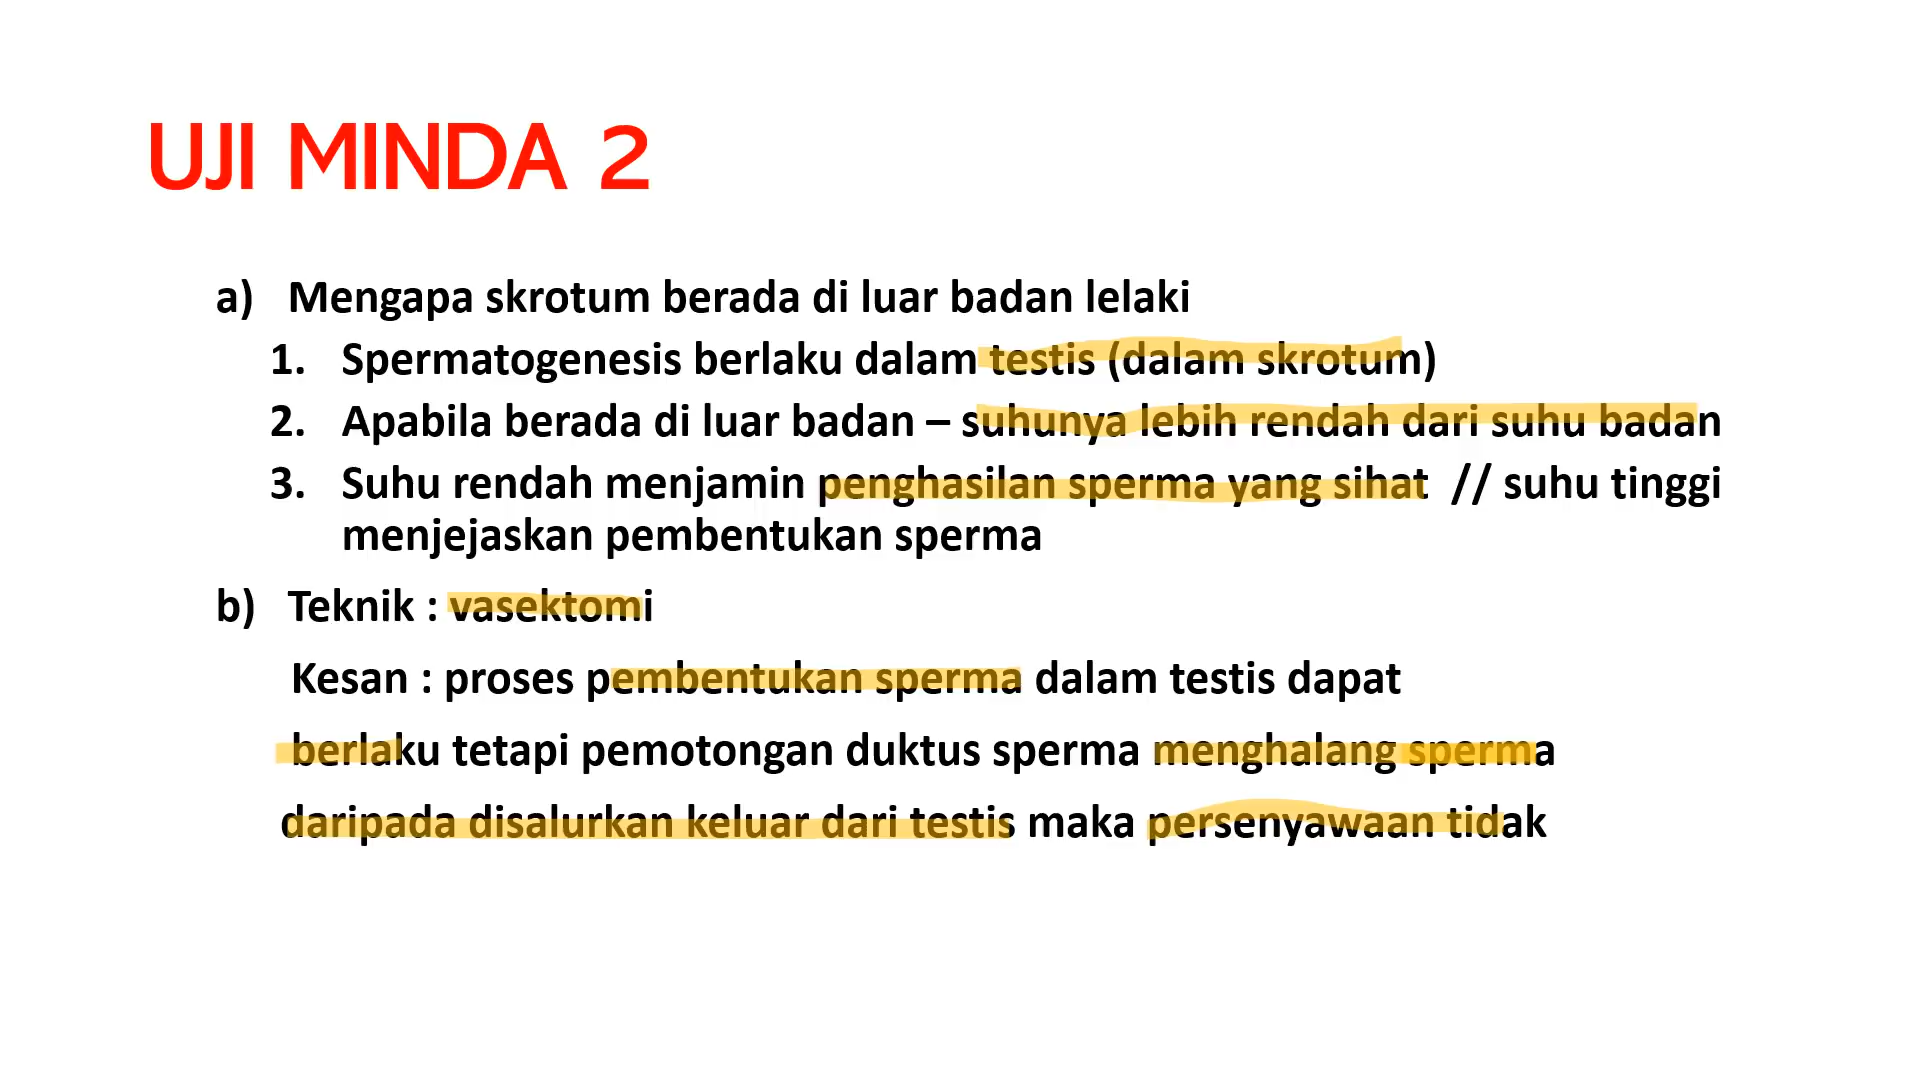 UJI MINDA 2
a) Mengapa skrotum berada di luar badan lelaki
1. Spermatogenesis berlaku dalam testis (dalam skrotum)
2. Apabila berada di luar badan – suhunya lebih rendah dari suhu badan
3. Suhu rendah menjamin penghasilan sperma yang sihat // suhu tinggi
menjejaskan pembentukan sperma
b) Teknik : vasektomi
Kesan : proses pembentukan sperma dalam testis dapat
berlaku tetapi pemotongan duktus sperma menghalang sperma
daripada disalurkan keluar dari testis maka persenyawaan tidak